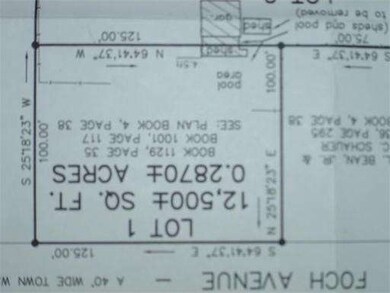 FOCH AVENUE — A 40' WIDE TOWN W
S 64°41'37" E
125.00'
LOT 1
12,500± SQ. FT.
0.2870± ACRES
BOOK 1129, PAGE 35
BOOK 1001, PAGE 117
SEE: PLAN BOOK 4, PAGE 38
N 25°18'23" E
100.00'
S 25°18'23" W
100.00'
BEAN, JR &
C. SCHAUER
PAGE 295
BOOK 4, PAGE 38
pool
area
4.5ft
shed
shed
gar.
N 64°41'37" W
125.00'
S 64°41'37" E
75.00'
(sheds and pool
to be removed)
LOT